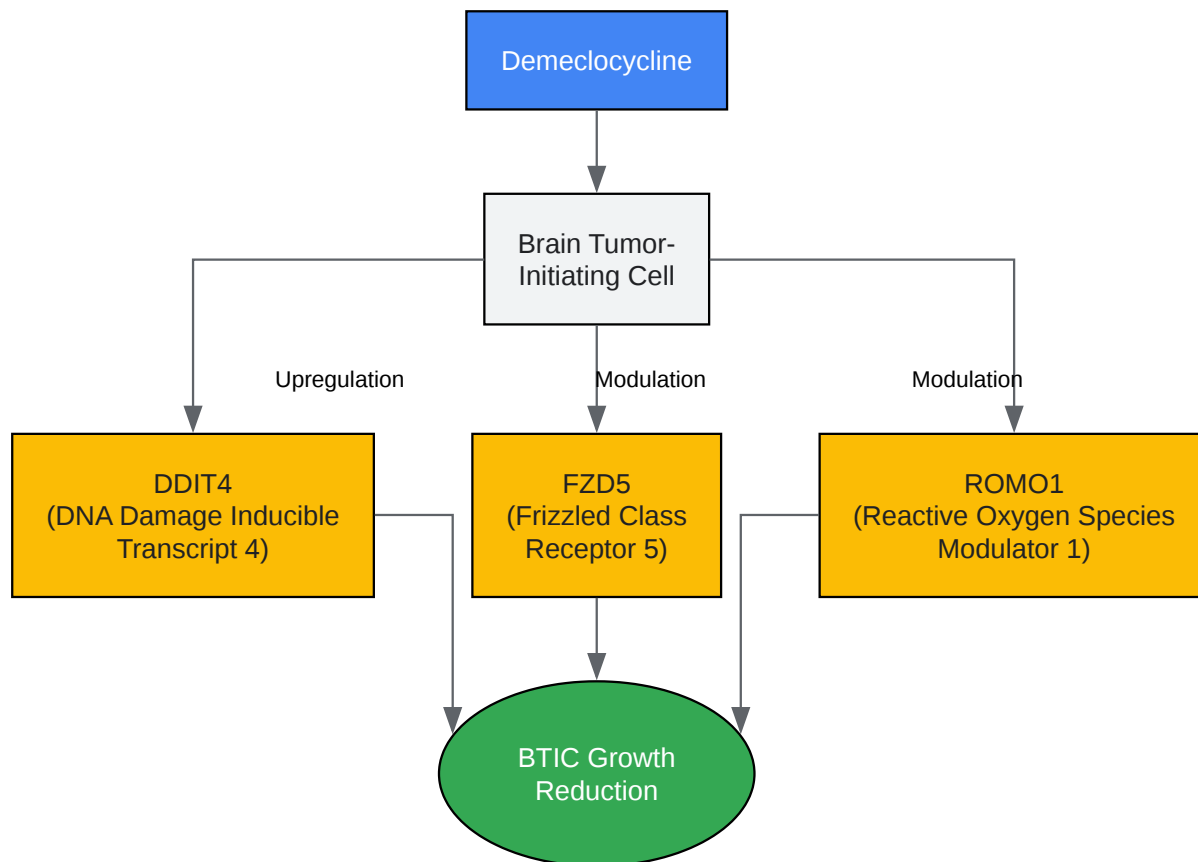 Demeclocycline
Brain Tumor-
Initiating Cell
Upregulation
Modulation
Modulation
DDIT4
(DNA Damage Inducible
Transcript 4)
FZD5
(Frizzled Class
Receptor 5)
ROMO1
(Reactive Oxygen Species
Modulator 1)
BTIC Growth
Reduction